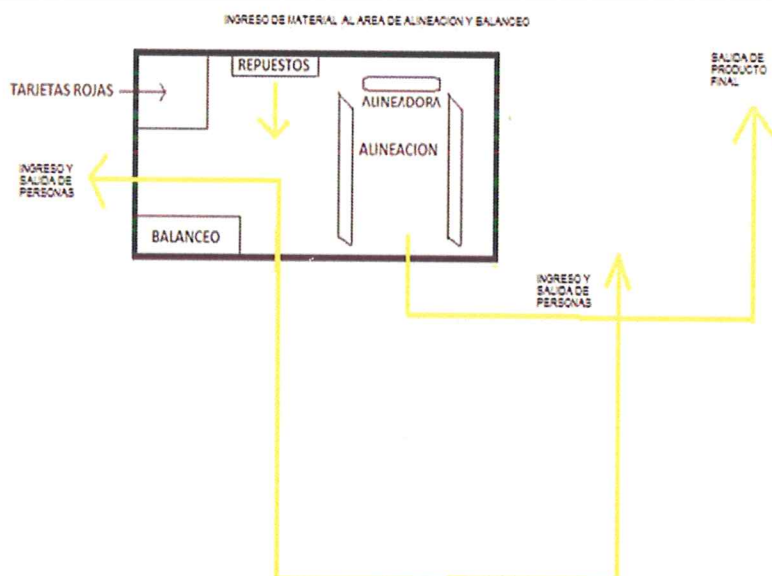 INGRESO DE MATERIAL AL AREA DE ALINEACION Y BALANCEO
SALIDA DE
PRODUCTO
FINAL
REPUESTOS
TARJETAS ROJAS
ALINEADORA
ALINEACION
INGRESO Y
SALIDA DE
PERSONAS
BALANCEO
INGRESO Y
SALIDA DE
PERSONAS